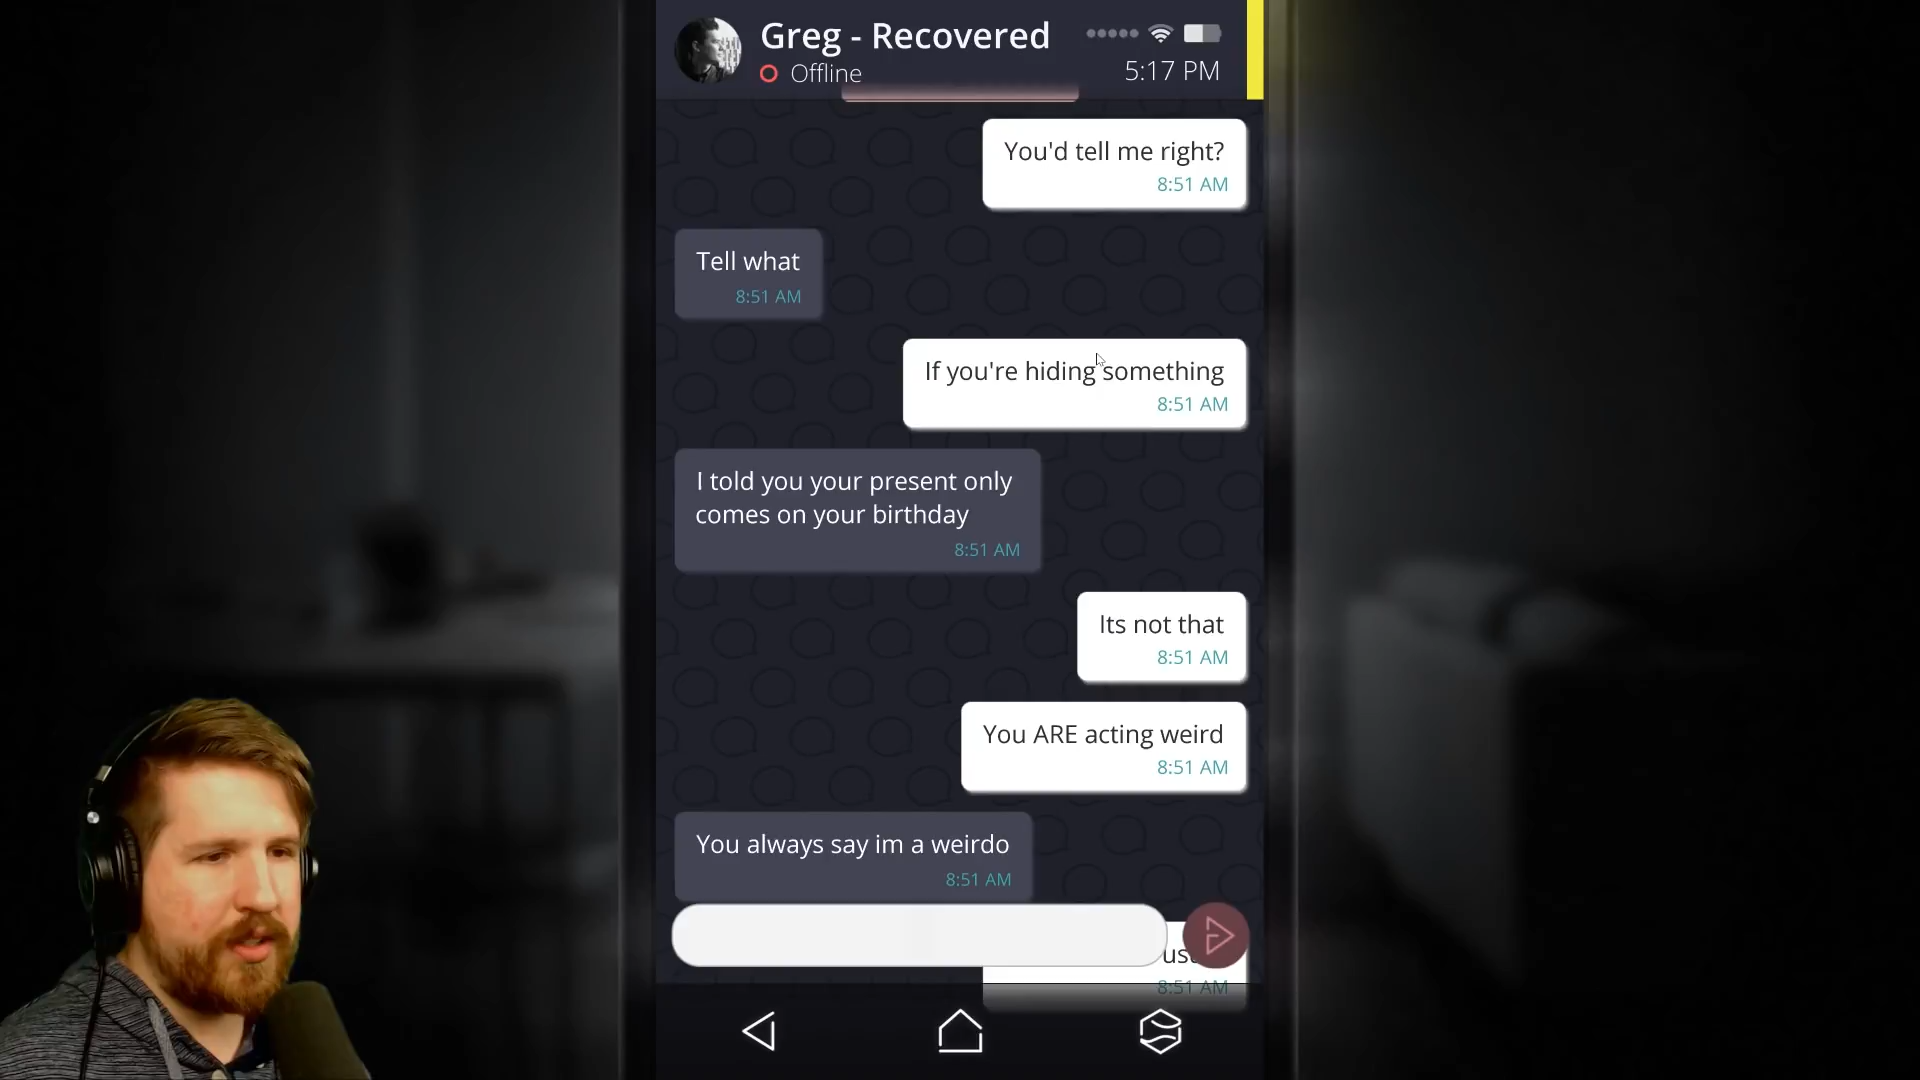 Greg - Recovered
Offline
5:17 PM
You'd tell me right?
8:51 AM
Tell what
8:51 AM
If you're hiding something
8:51 AM
I told you your present only
comes on your birthday
8:51 AM
Its not that
8:51 AM
You ARE acting weird
8:51 AM
You always say im a weirdo
8:51 AM
8:51 AM